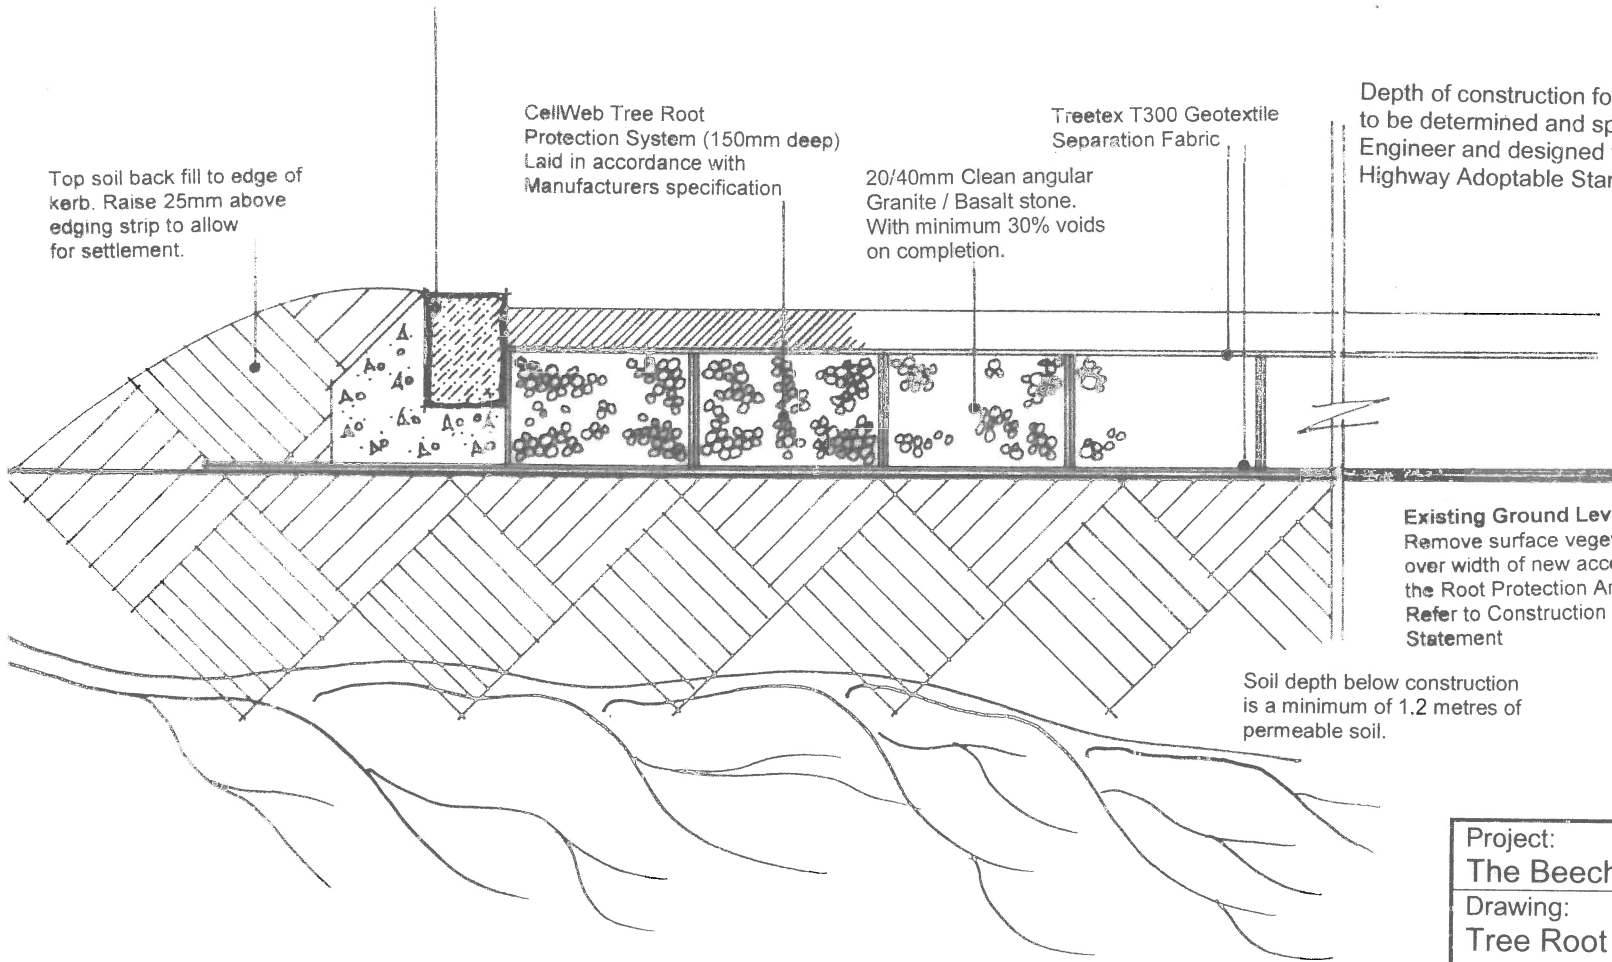 CellWeb Tree Root
Protection System (150mm deep)
Laid in accordance with
Manufacturers specification
Treetex T300 Geotextile
Separation Fabric
Depth of construction fo
to be determined and sp
Engineer and designed
Highway Adoptable Star
Top soil back fill to edge of
kerb. Raise 25mm above
edging strip to allow
for settlement.
20/40mm Clean angular
Granite / Basalt stone.
With minimum 30% voids
on completion.
Existing Ground Lev
Remove surface vege
over width of new acce
the Root Protection Ar
Refer to Construction
Statement
Soil depth below construction
is a minimum of 1.2 metres of
permeable soil.
Project:
The Beech
Drawing:
Tree Root